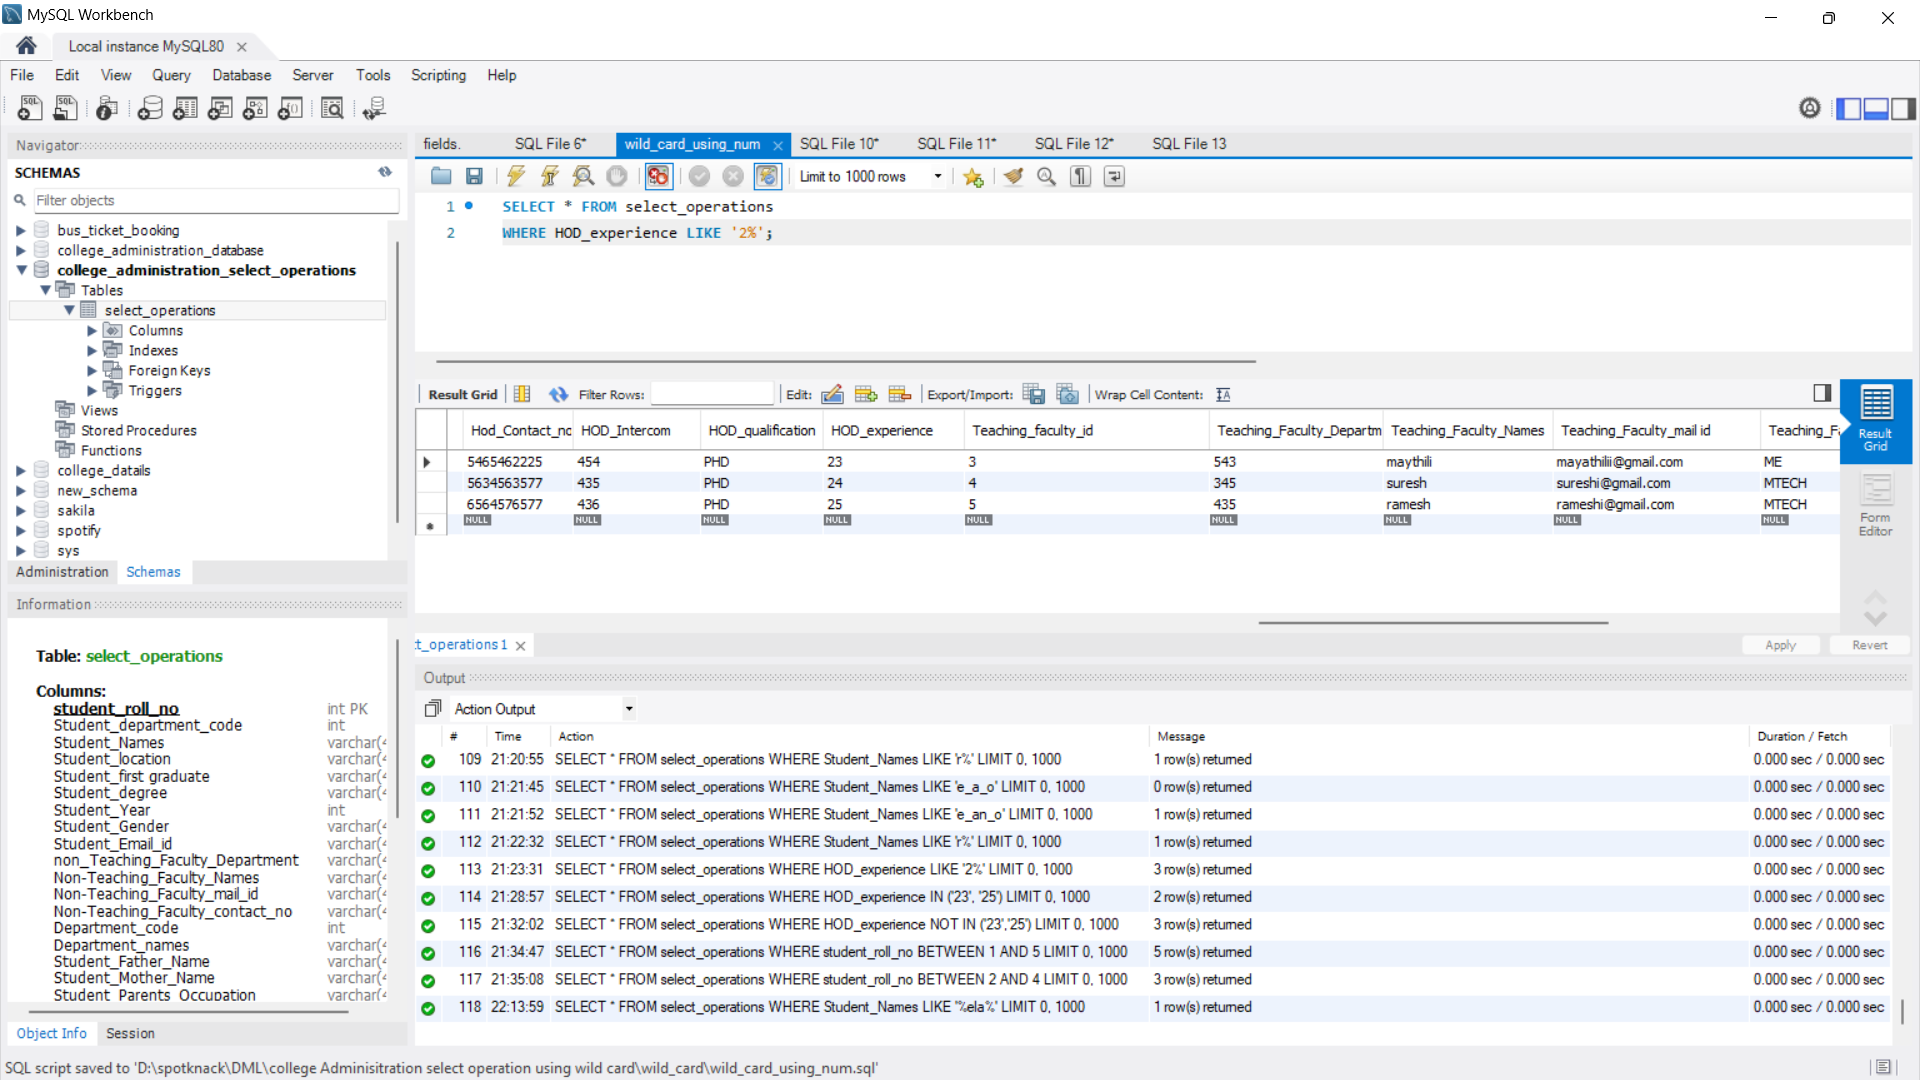 MySQL Workbench
Local instance MySQL80
File Edit View Query Database Server Tools Scripting Help
Navigator
SCHEMAS
Filter objects
bus_ticket_booking
college_administration_database
college_administration_select_operations
Tables
select_operations
Columns
Indexes
Foreign Keys
Triggers
Views
Stored Procedures
Functions
college_datails
new_schema
sakila
spotify
sys
Administration Schemas
Information
Table: select_operations
Columns:
student_roll_no int PK
Student_department_code int
Student_Names varchar(4
Student_location varchar(4
Student_first graduate varchar(4
Student_degree varchar(4
Student_Year int
Student_Gender varchar(4
Student_Email_id varchar(4
non_Teaching_Faculty_Department varchar(4
Non-Teaching_Faculty_Names varchar(4
Non-Teaching_Faculty_mail_id varchar(4
Non-Teaching_Faculty_contact_no varchar(4
Department_code int
Department_names varchar(4
Student_Father_Name varchar(4
Student_Mother_Name varchar(4
Student_Parents_Occupation varchar(4
Object Info Session
fields. SQL File 6* wild_card_using_num SQL File 10* SQL File 11* SQL File 12* SQL File 13
Limit to 1000 rows
1 SELECT * FROM select_operations
2 WHERE HOD_experience LIKE '2%';
Result Grid Filter Rows: Edit: Export/Import: Wrap Cell Content:
Hod_Contact_no HOD_Intercom HOD_qualification HOD_experience Teaching_faculty_id Teaching_Faculty_Departm Teaching_Faculty_Names Teaching_Faculty_mail id Teaching_Fa
5465462225 454 PHD 23 3 543 maythili mayathilii@gmail.com ME
5634563577 435 PHD 24 4 345 suresh sureshi@gmail.com MTECH
6564576577 436 PHD 25 5 435 ramesh rameshi@gmail.com MTECH
NULL NULL NULL NULL NULL NULL NULL NULL NULL
Result
Grid
Form
Editor
t_operations 1
Apply Revert
Output
Action Output
# Time Action Message Duration / Fetch
109 21:20:55 SELECT * FROM select_operations WHERE Student_Names LIKE 'r%' LIMIT 0, 1000 1 row(s) returned 0.000 sec / 0.000 sec
110 21:21:45 SELECT * FROM select_operations WHERE Student_Names LIKE 'e_a_o' LIMIT 0, 1000 0 row(s) returned 0.000 sec / 0.000 sec
111 21:21:52 SELECT * FROM select_operations WHERE Student_Names LIKE 'e_an_o' LIMIT 0, 1000 1 row(s) returned 0.000 sec / 0.000 sec
112 21:22:32 SELECT * FROM select_operations WHERE Student_Names LIKE 'r%' LIMIT 0, 1000 1 row(s) returned 0.000 sec / 0.000 sec
113 21:23:31 SELECT * FROM select_operations WHERE HOD_experience LIKE '2%' LIMIT 0, 1000 3 row(s) returned 0.000 sec / 0.000 sec
114 21:28:57 SELECT * FROM select_operations WHERE HOD_experience IN ('23', '25') LIMIT 0, 1000 2 row(s) returned 0.000 sec / 0.000 sec
115 21:32:02 SELECT * FROM select_operations WHERE HOD_experience NOT IN ('23','25') LIMIT 0, 1000 3 row(s) returned 0.000 sec / 0.000 sec
116 21:34:47 SELECT * FROM select_operations WHERE student_roll_no BETWEEN 1 AND 5 LIMIT 0, 1000 5 row(s) returned 0.000 sec / 0.000 sec
117 21:35:08 SELECT * FROM select_operations WHERE student_roll_no BETWEEN 2 AND 4 LIMIT 0, 1000 3 row(s) returned 0.000 sec / 0.000 sec
118 22:13:59 SELECT * FROM select_operations WHERE Student_Names LIKE '%ela%' LIMIT 0, 1000 1 row(s) returned 0.000 sec / 0.000 sec
SQL script saved to 'D:\spotknack\DML\college Adminisitration select operation using wild card\wild_card\wild_card_using_num.sql'